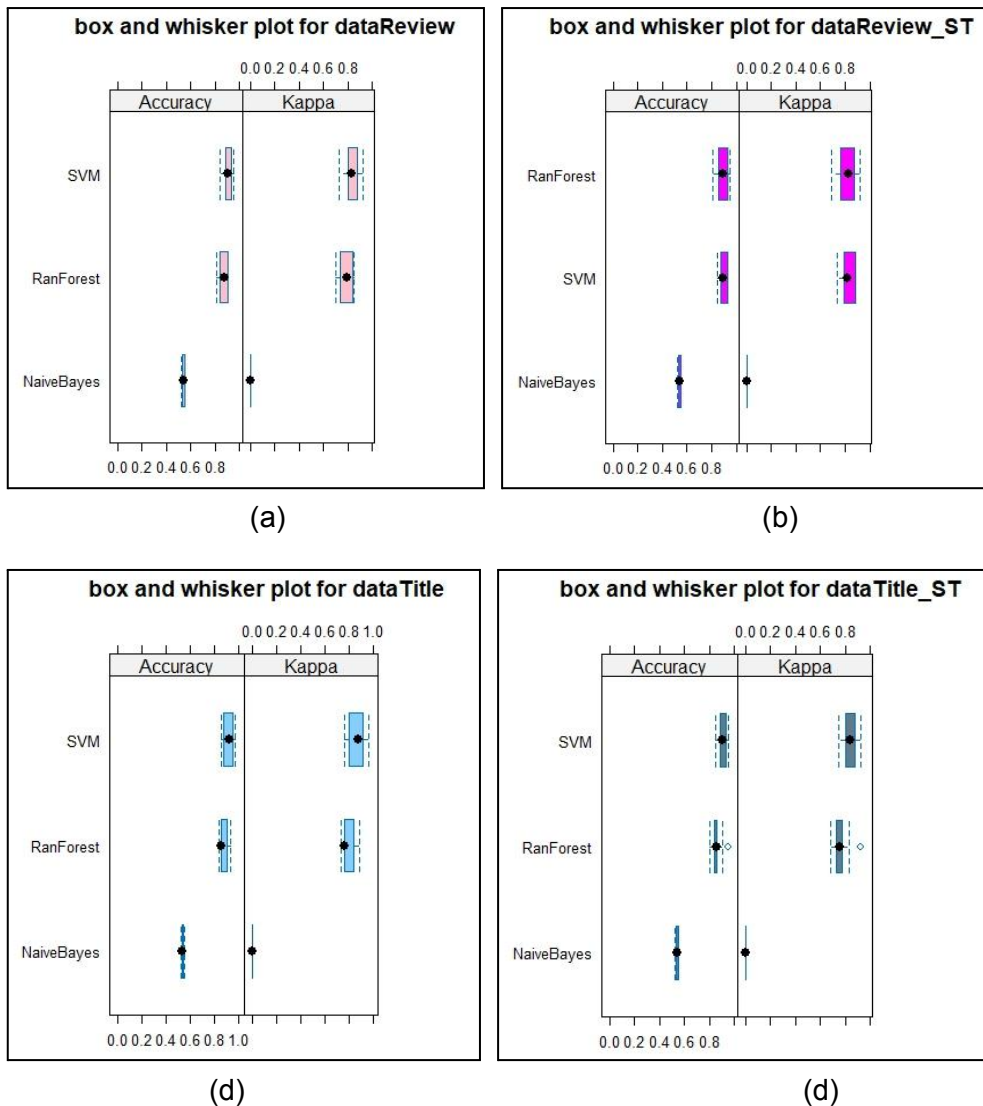 box and whisker plot for dataReview
0.0 0.2 0.4 0.6 0.8
Accuracy Kappa
SVM
RanForest
NaiveBayes
0.0 0.2 0.4 0.6 0.8
(a)
box and whisker plot for dataReview_ST
0.0 0.2 0.4 0.6 0.8
Accuracy Kappa
RanForest
SVM
NaiveBayes
0.0 0.2 0.4 0.6 0.8
(b)
box and whisker plot for dataTitle
0.0 0.2 0.4 0.6 0.8 1.0
Accuracy Kappa
SVM
RanForest
NaiveBayes
0.0 0.2 0.4 0.6 0.8 1.0
(d)
box and whisker plot for dataTitle_ST
0.0 0.2 0.4 0.6 0.8
Accuracy Kappa
SVM
RanForest
NaiveBayes
0.0 0.2 0.4 0.6 0.8
(d)